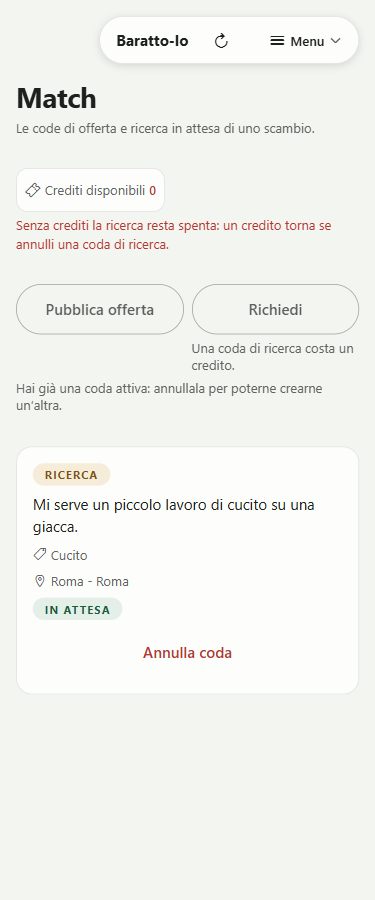 Baratto-lo
Menu
Match
Le code di offerta e ricerca in attesa di uno scambio.
Crediti disponibili 0
Senza crediti la ricerca resta spenta: un credito torna se
annulli una coda di ricerca.
Pubblica offerta
Richiedi
Una coda di ricerca costa un
credito.
Hai già una coda attiva: annullala per poterne crearne
un'altra.
RICERCA
Mi serve un piccolo lavoro di cucito su una
giacca.
Cucito
Roma - Roma
IN ATTESA
Annulla coda